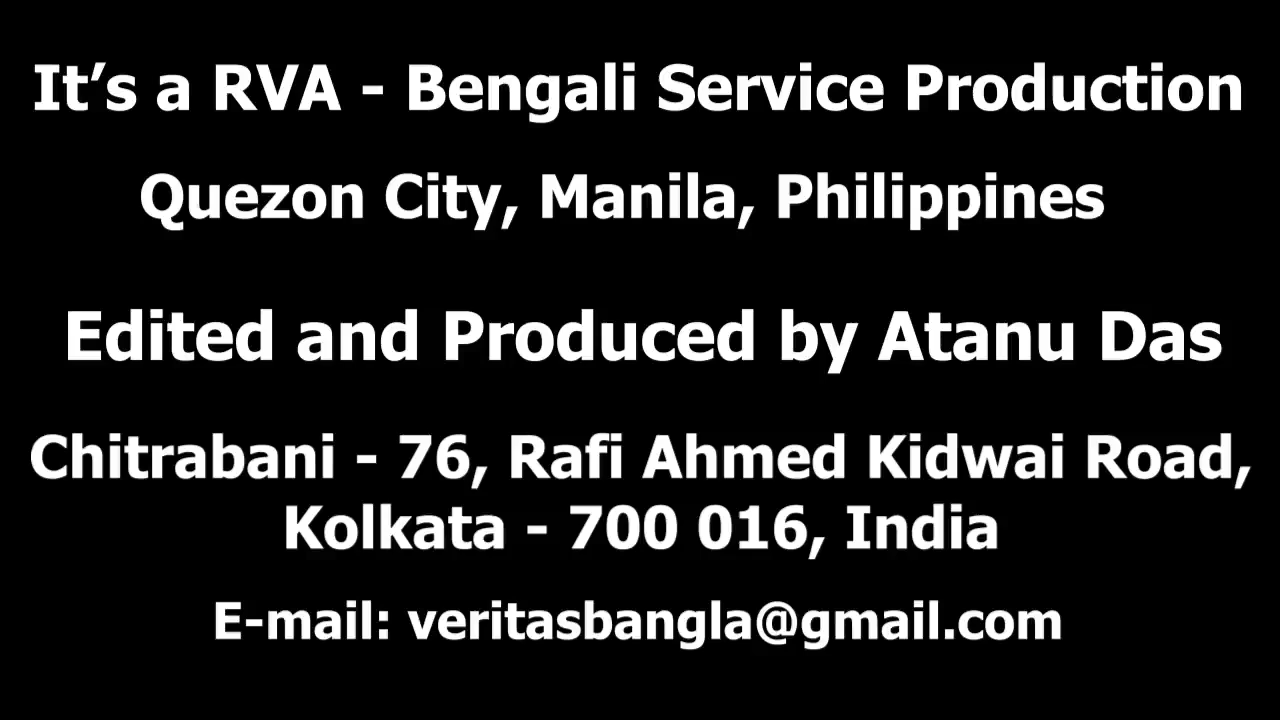 It’s a RVA - Bengali Service Production
Quezon City, Manila, Philippines
Edited and Produced by Atanu Das
Chitrabani - 76, Rafi Ahmed Kidwai Road,
Kolkata - 700 016, India
E-mail: veritasbangla@gmail.com